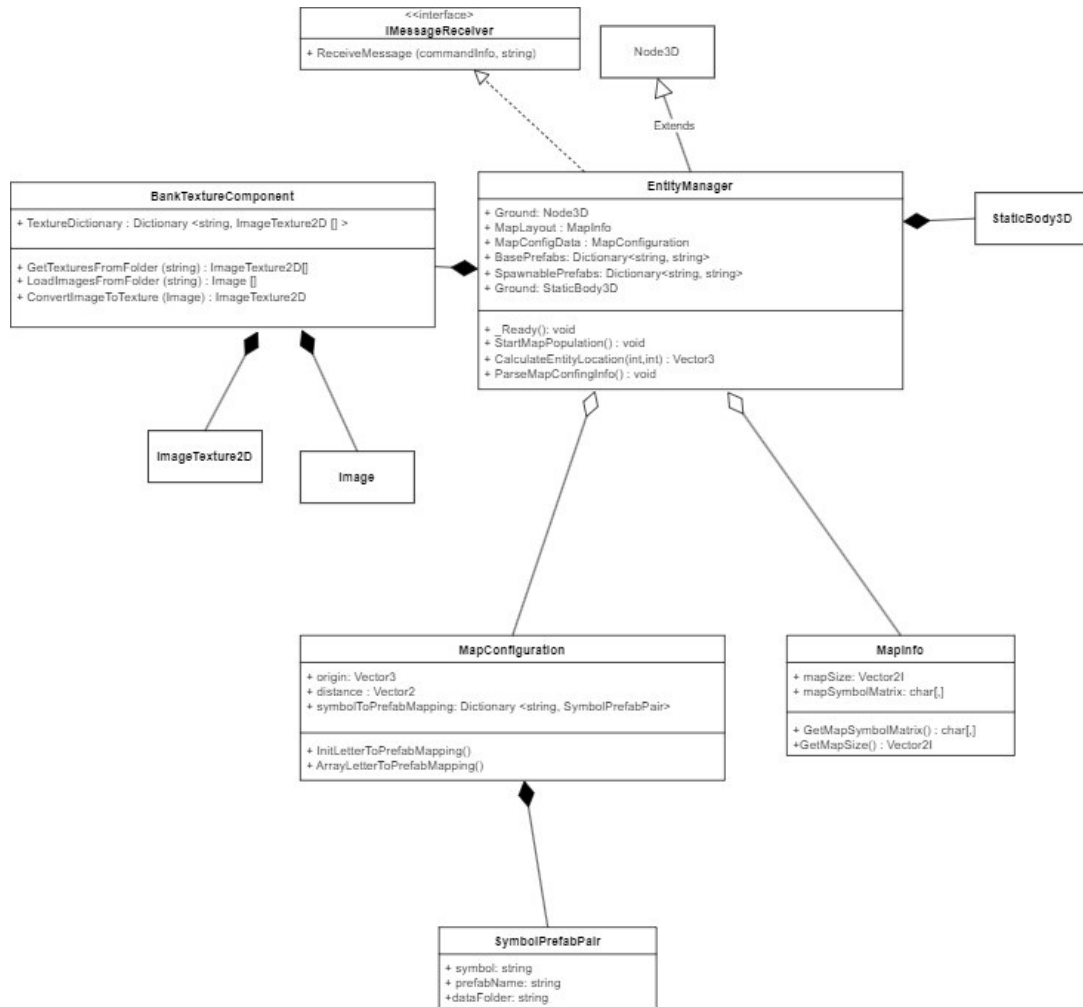 <<interface>>
IMessageReceiver
+ ReceiveMessage (commandInfo, string)
Node3D
Extends
BankTextureComponent
+ TextureDictionary : Dictionary <string, ImageTexture2D [] >
+ GetTexturesFromFolder (string) : ImageTexture2D[]
+ LoadImagesFromFolder (string) : Image []
+ ConvertImageToTexture (Image) : ImageTexture2D
EntityManager
+ Ground: Node3D
+ MapLayout : MapInfo
+ MapConfigData : MapConfiguration
+ BasePrefabs: Dictionary<string, string>
+ SpawnablePrefabs: Dictionary<string, string>
+ Ground: StaticBody3D
+ _Ready(): void
+ StartMapPopulation() : void
+ CalculateEntityLocation(int,int) : Vector3
+ ParseMapConfingInfo() : void
StaticBody3D
ImageTexture2D
Image
MapConfiguration
+ origin: Vector3
+ distance : Vector2
+ symbolToPrefabMapping: Dictionary <string, SymbolPrefabPair>
+ InitLetterToPrefabMapping()
+ ArrayLetterToPrefabMapping()
MapInfo
+ mapSize: Vector2I
+ mapSymbolMatrix: char[,]
+ GetMapSymbolMatrix() : char[,]
+GetMapSize() : Vector2I
SymbolPrefabPair
+ symbol: string
+ prefabName: string
+dataFolder: string